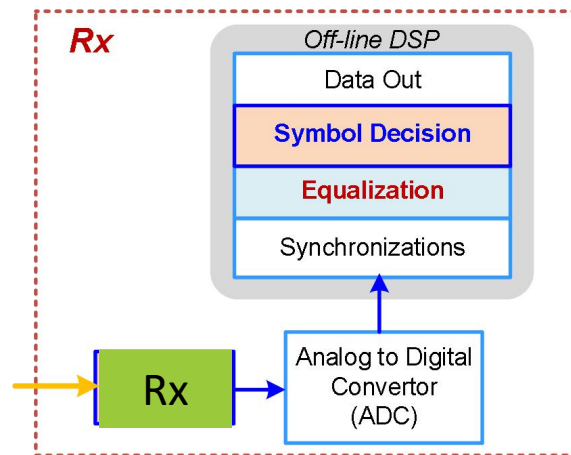 Rx
Off-line DSP
Data Out
Symbol Decision
Equalization
Synchronizations
Rx
Analog to Digital
Convertor
(ADC)